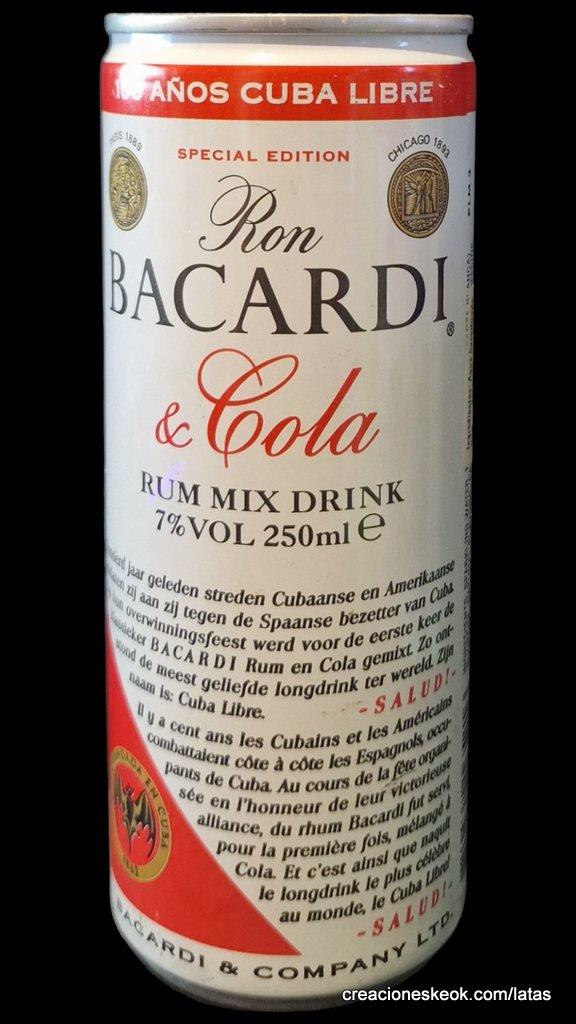 AÑOS CUBA LIBRE
PARIS 1889
CHICAGO 1893
SPECIAL EDITION
Ron
BACARDI®
& Cola
RUM MIX DRINK
7%VOL 250ml ℮
jaar geleden streden Cubaanse en Amerikaanse
zij aan zij tegen de Spaanse bezetter van Cuba.
hun overwinningsfeest werd voor de eerste keer de
klassieker BACARDI Rum en Cola gemixt. Zo ont-
stond de meest geliefde longdrink ter wereld. Zijn
naam is: Cuba Libre.
- SALUD! -
Il y a cent ans les Cubains et les Américains
combattaient côte à côte les Espagnols, occu-
pants de Cuba. Au cours de la fête organi-
sée en l'honneur de leur victorieuse
alliance, du rhum Bacardi fut servi,
pour la première fois, mélangé à
Cola. Et c'est ainsi que naquit
le longdrink le plus célèbre
au monde, le Cuba Libre!
- SALUD! -
EN CUBA
1862
BACARDI & COMPANY LTD.
creacioneskeok.com/latas